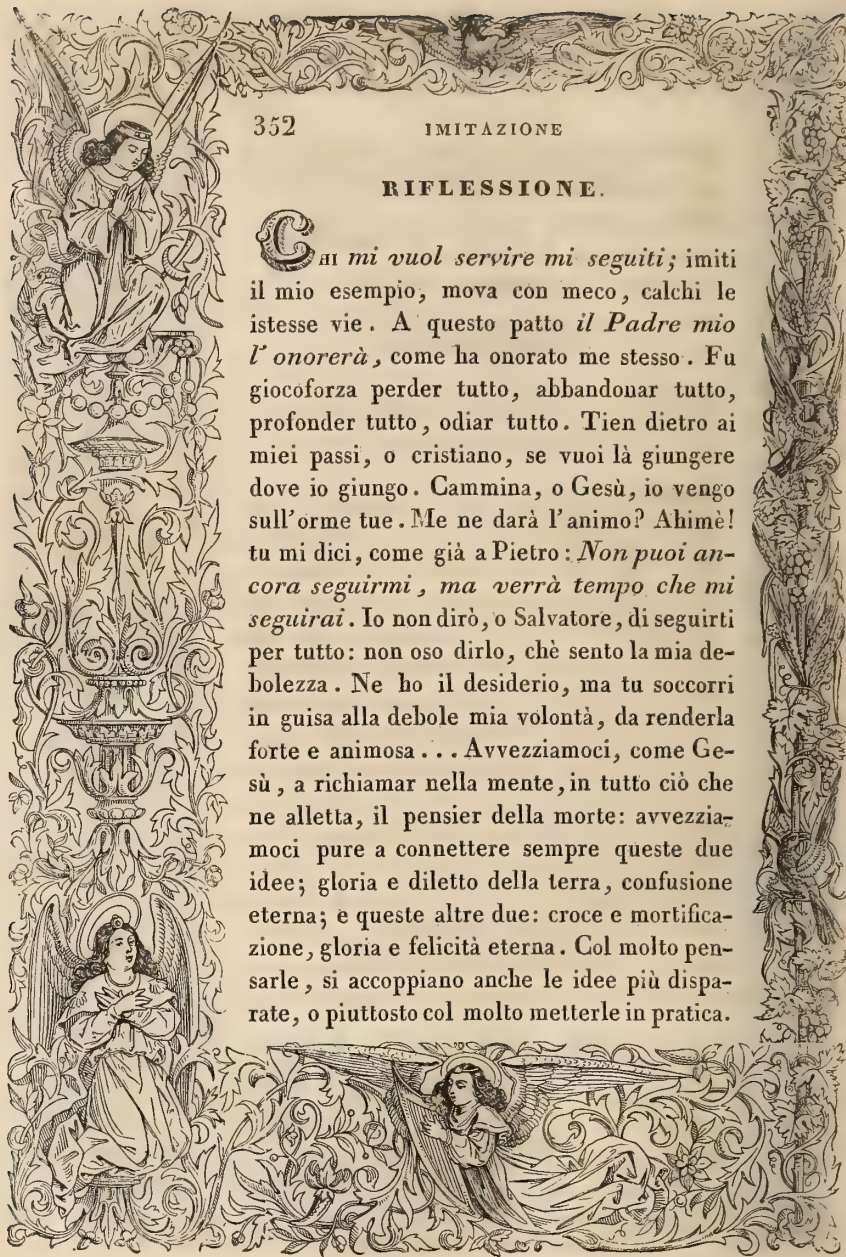 352 IMITAZIONE
RIFLESSIONE.
CHI mi vuol servire mi seguiti; imiti
il mio esempio, mova con meco, calchi le
istesse vie. A questo patto il Padre mio
l'onorerà, come ha onorato me stesso. Fu
giocoforza perder tutto, abbandonar tutto,
profonder tutto, odiar tutto. Tien dietro ai
miei passi, o cristiano, se vuoi là giungere
dove io giungo. Cammina, o Gesù, io vengo
sull'orme tue. Me ne darà l'animo? Ahimè!
tu mi dici, come già a Pietro: Non puoi an-
cora seguirmi, ma verrà tempo che mi
seguirai. Io non dirò, o Salvatore, di seguirti
per tutto: non oso dirlo, chè sento la mia de-
bolezza. Ne ho il desiderio, ma tu soccorri
in guisa alla debole mia volontà, da renderla
forte e animosa... Avvezziamoci, come Ge-
sù, a richiamar nella mente, in tutto ciò che
ne alletta, il pensier della morte: avvezzia-
moci pure a connettere sempre queste due
idee; gloria e diletto della terra, confusione
eterna; e queste altre due: croce e mortifica-
zione, gloria e felicità eterna. Col molto pen-
sarle, si accoppiano anche le idee più dispa-
rate, o piuttosto col molto metterle in pratica.